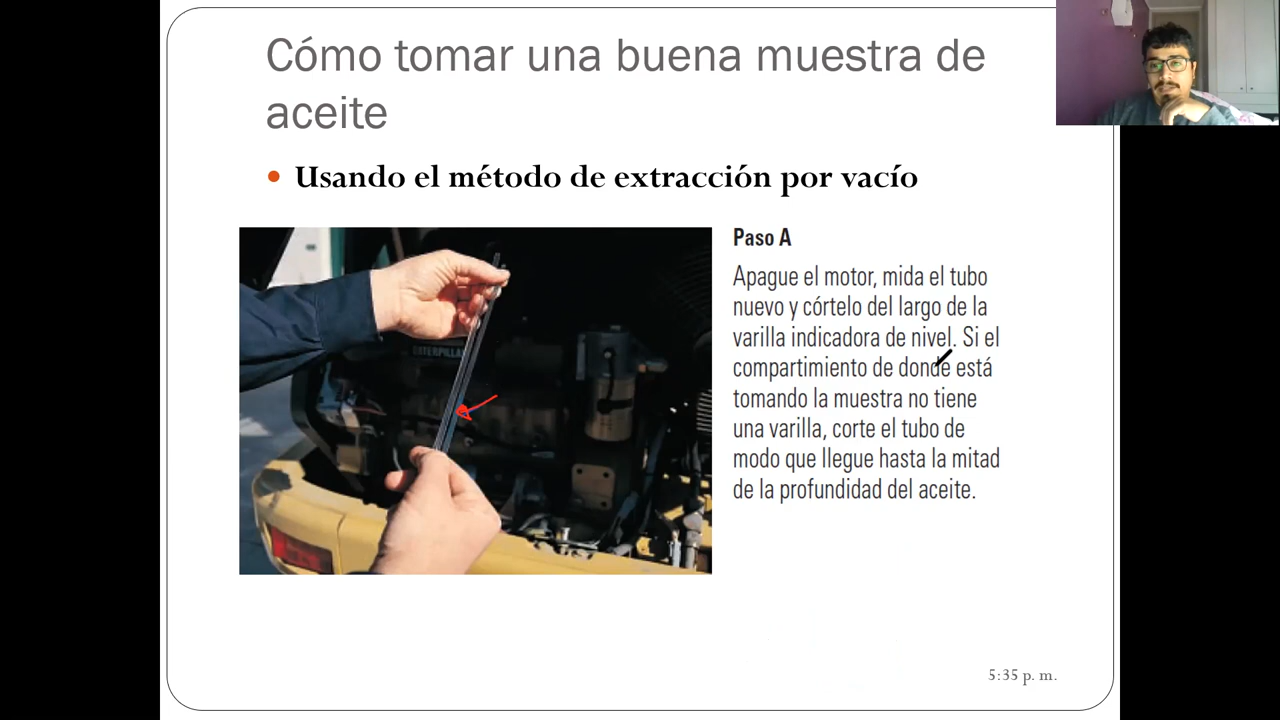 Cómo tomar una buena muestra de
aceite
• Usando el método de extracción por vacío
Paso A
Apague el motor, mida el tubo
nuevo y córtelo del largo de la
varilla indicadora de nivel. Si el
compartimiento de donde está
tomando la muestra no tiene
una varilla, corte el tubo de
modo que llegue hasta la mitad
de la profundidad del aceite.
CATERPILLAR
5:35 p. m.